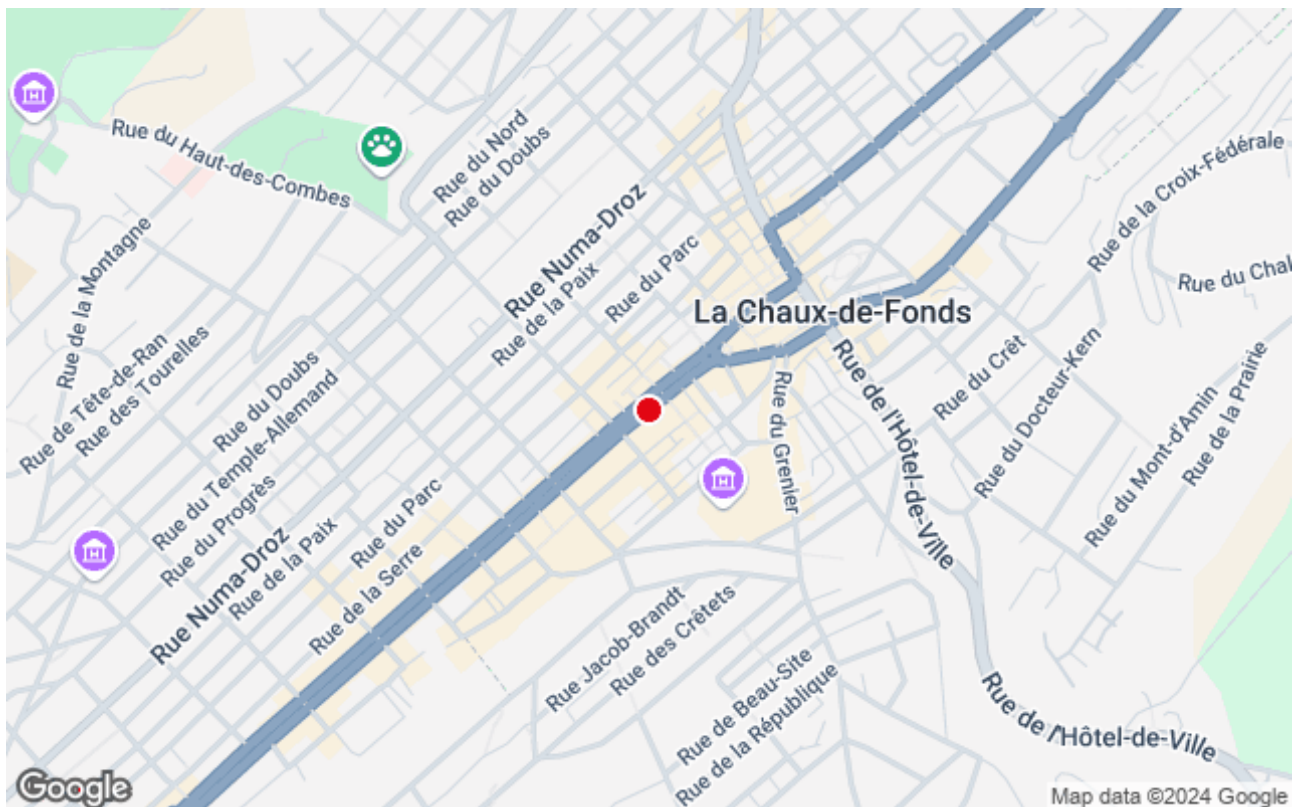 Rue du Haut-des-Combes
Rue du Nord
Rue du Doubs
Rue de la Croix-Fédérale
Rue de la Montagne
Rue Numa-Droz
Rue de la Paix
Rue du Parc
Rue du Chal
La Chaux-de-Fonds
Rue de Tête-de-Ran
Rue des Tourelles
Rue du Doubs
Rue du Temple-Allemand
Rue du Progrès
Rue du Grenier
Rue de l'Hôtel-de-Ville
Rue du Crêt
Rue du Docteur-Kern
Rue du Mont-d'Amin
Rue de la Prairie
Rue Numa-Droz
Rue de la Paix
Rue du Parc
Rue de la Serre
Rue Jacob-Brandt
Rue des Crêtets
Rue de Beau-Site
Rue de la République
Rue de l'Hôtel-de-Ville
Google
Map data ©2024 Google